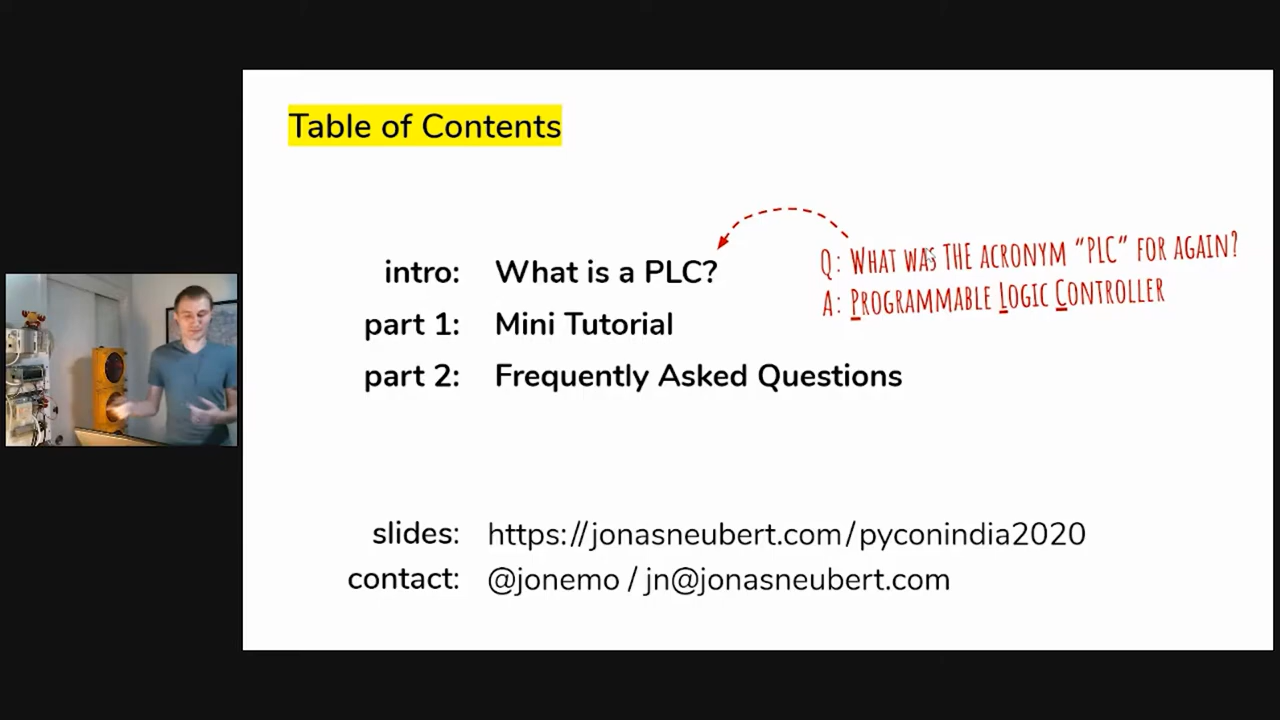 Table of Contents
intro: What is a PLC?
Q: WHAT WAS THE ACRONYM “PLC” FOR AGAIN?
A: PROGRAMMABLE LOGIC CONTROLLER
part 1: Mini Tutorial
part 2: Frequently Asked Questions
slides: https://jonasneubert.com/pyconindia2020
contact: @jonemo / jn@jonasneubert.com